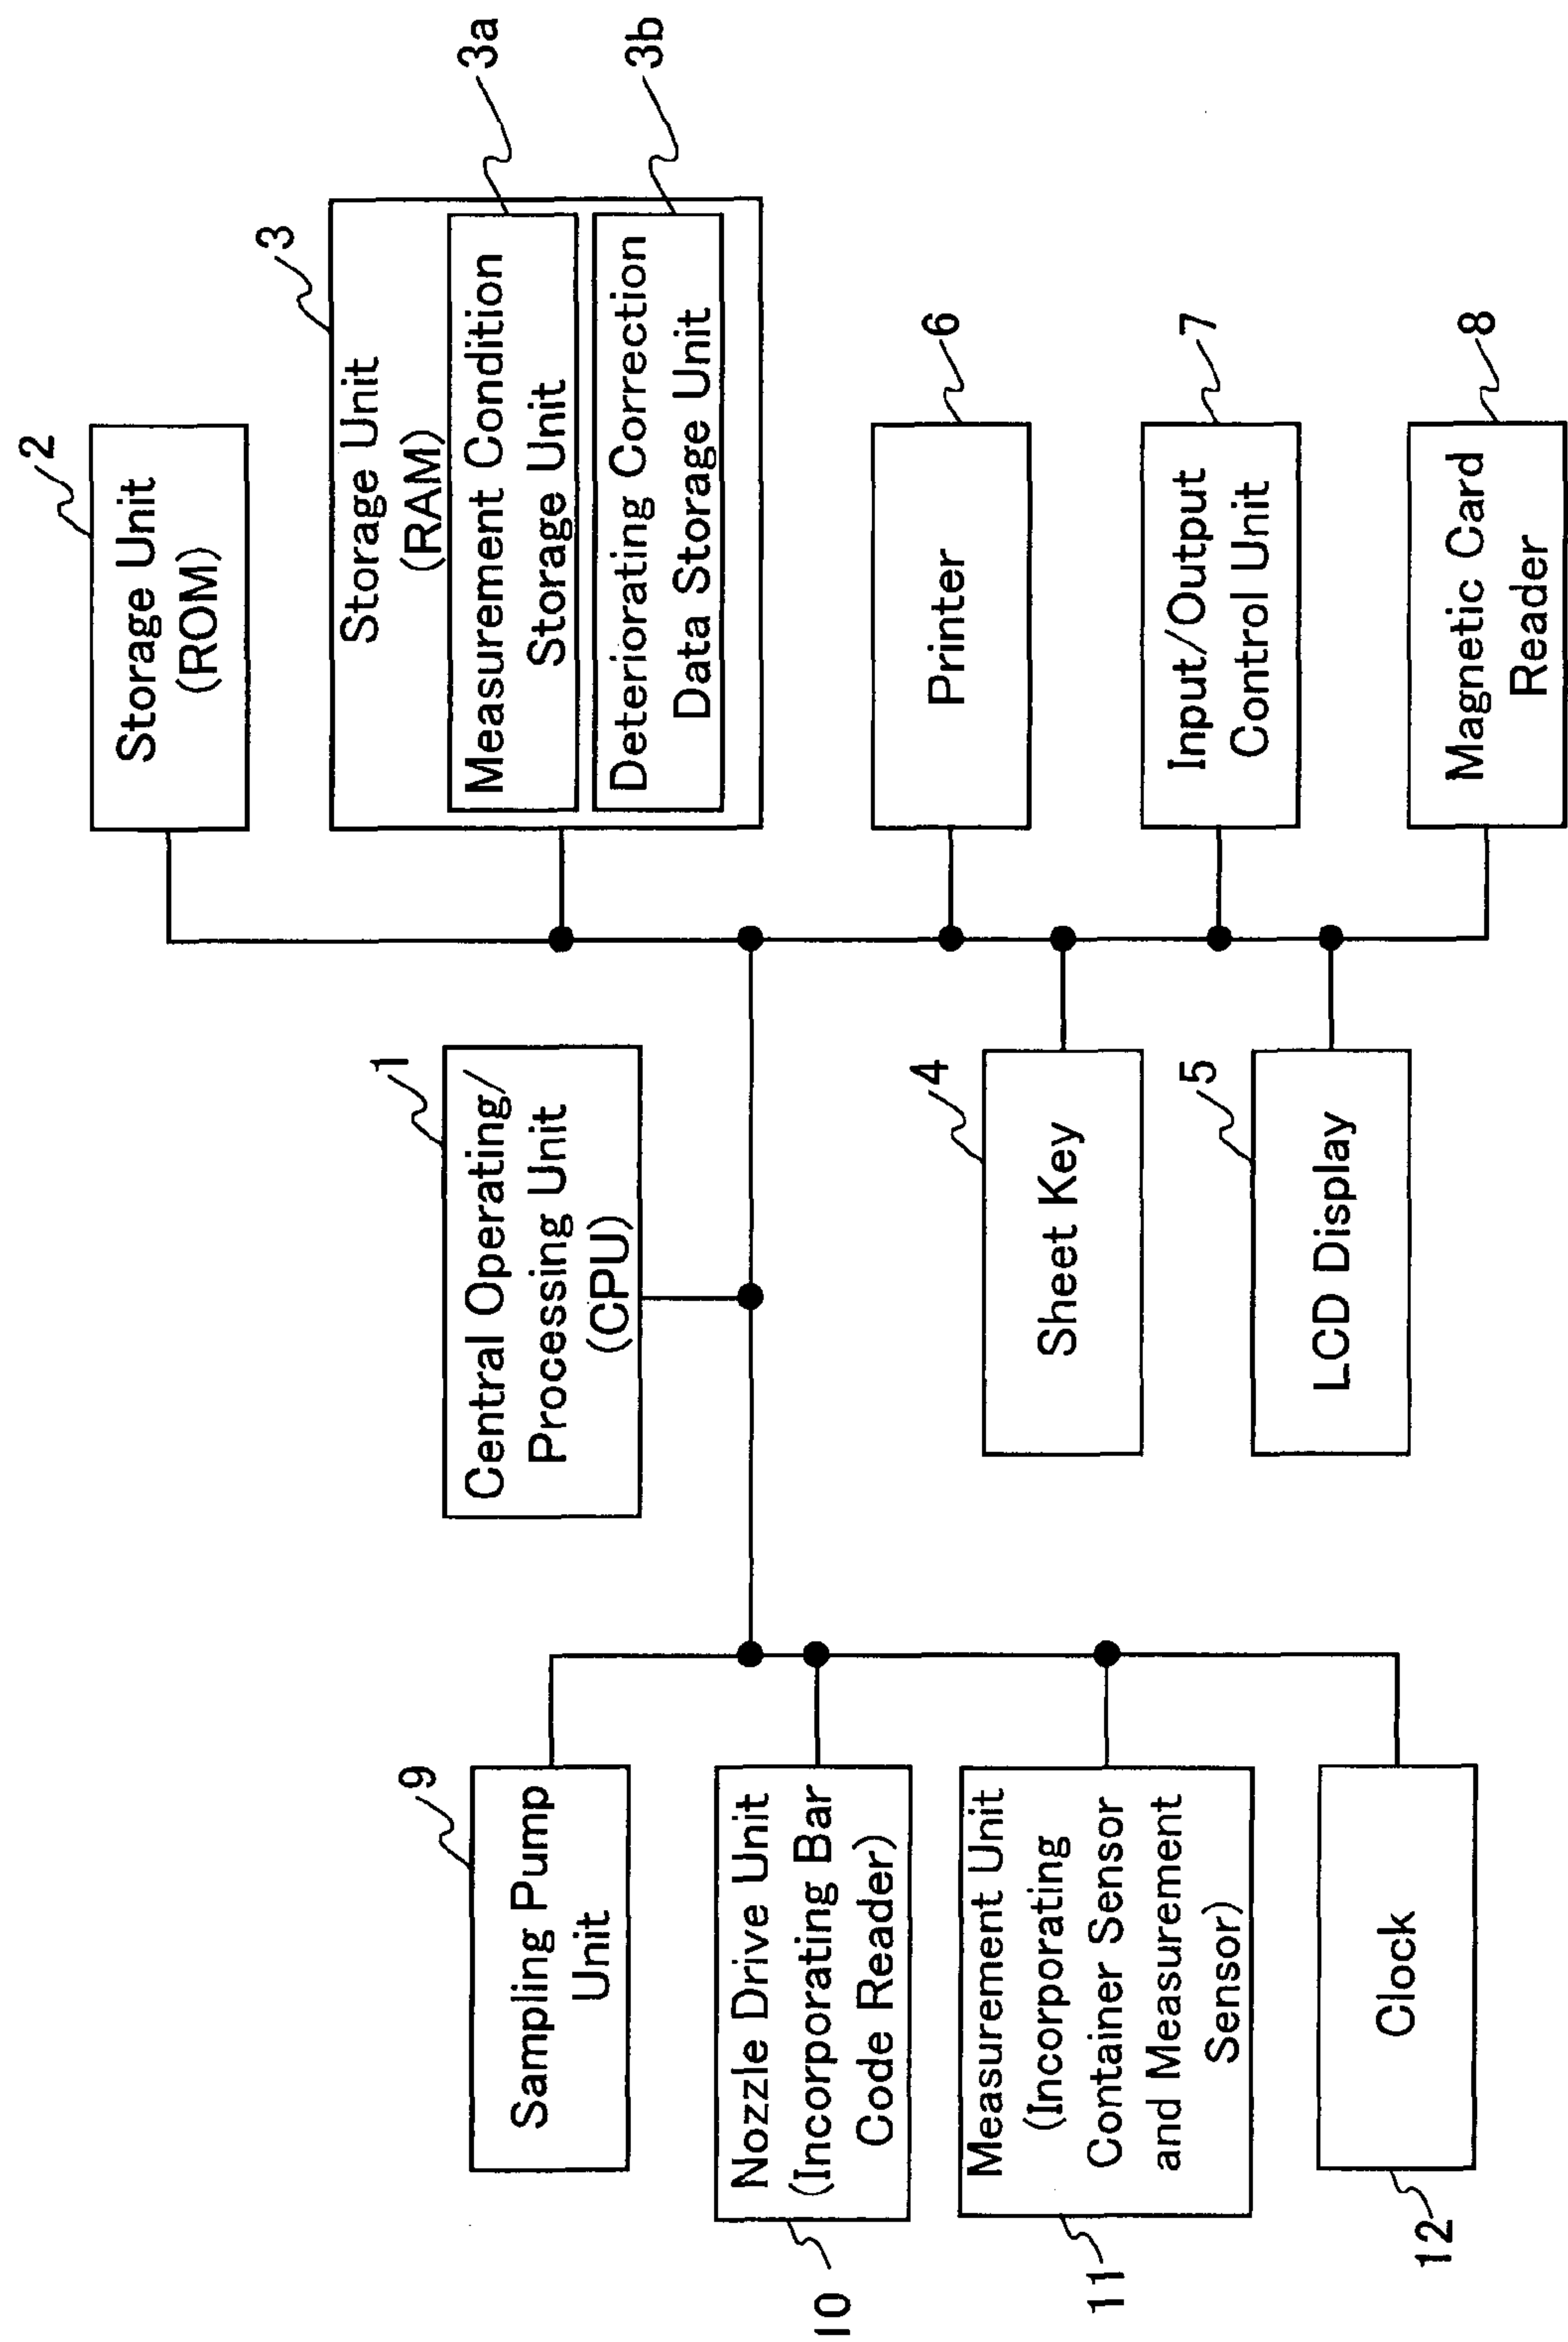 2
Storage Unit
(ROM)
3
Storage Unit
(RAM)
3a
Measurement Condition
Storage Unit
3b
Deteriorating Correction
Data Storage Unit
1
Central Operating/
Processing Unit
(CPU)
6
Printer
7
Input/Output
Control Unit
8
Magnetic Card
Reader
4
Sheet Key
5
LCD Display
9
Sampling Pump
Unit
10
Nozzle Drive Unit
(Incorporating Bar
Code Reader)
11
Measurement Unit
(Incorporating
Container Sensor
and Measurement
Sensor)
12
Clock